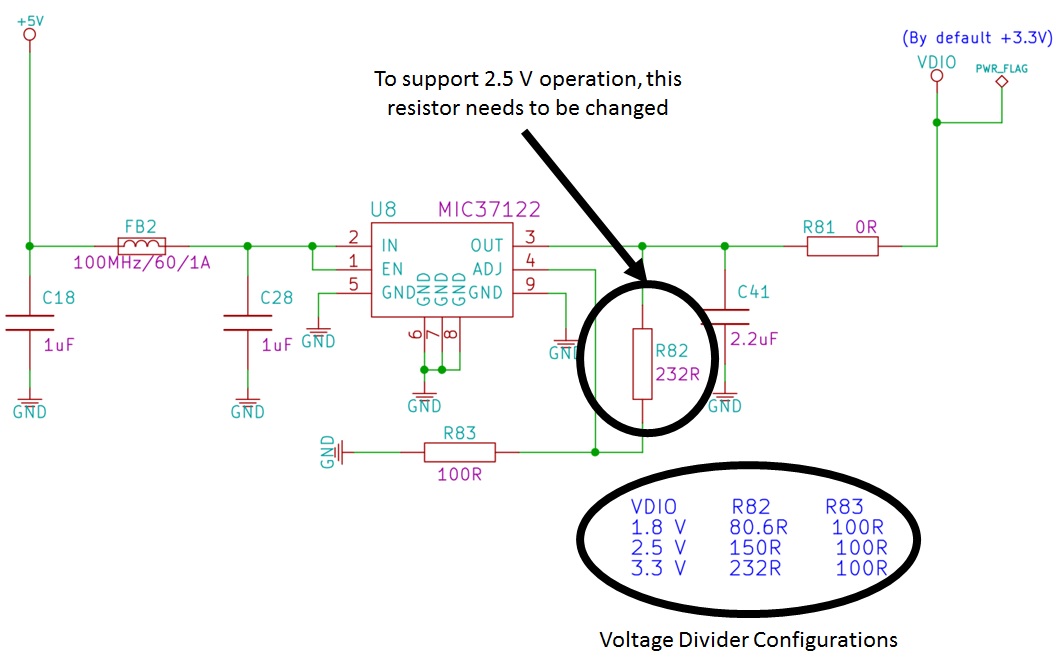 +5V
(By default +3.3V)
VDIO
PWR_FLAG
To support 2.5 V operation, this
resistor needs to be changed
U8 MIC37122
FB2
100MHz/60/1A
R81 0R
2 IN OUT 3
1 EN ADJ 4
5 GND GND GND GND GND 9
6 7 8
C18
1uF
C28
1uF
C41
2.2uF
R82
232R
GND
GND
GND
GND
GND
GND
GND
R83
100R
VDIO R82 R83
1.8 V 80.6R 100R
2.5 V 150R 100R
3.3 V 232R 100R
Voltage Divider Configurations